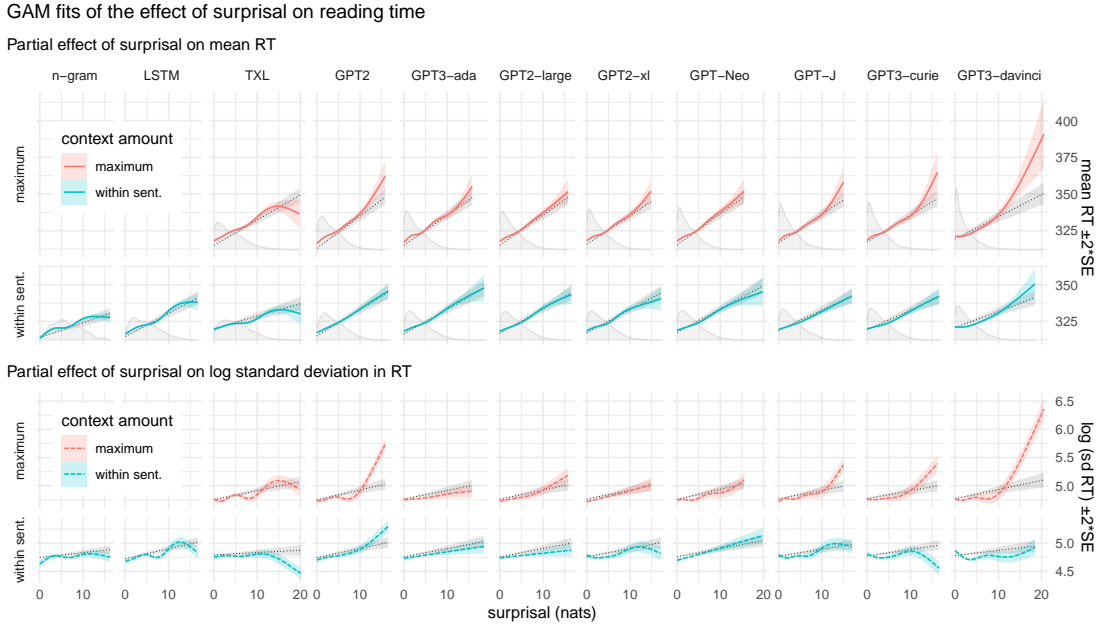 GAM fits of the effect of surprisal on reading time
Partial effect of surprisal on mean RT
n−gram LSTM TXL GPT2 GPT3−ada GPT2−large GPT2−xl GPT−Neo GPT−J GPT3−curie GPT3−davinci
maximum
context amount
maximum
within sent.
400
375
350
325
mean RT ±2*SE
within sent.
350
325
Partial effect of surprisal on log standard deviation in RT
maximum
context amount
maximum
within sent.
6.5
6.0
5.5
5.0
log (sd RT) ±2*SE
within sent.
5.0
4.5
0 10 0 10 0 10 20 0 10 0 10 0 10 0 10 0 10 20 0 10 0 10 0 10 20
surprisal (nats)